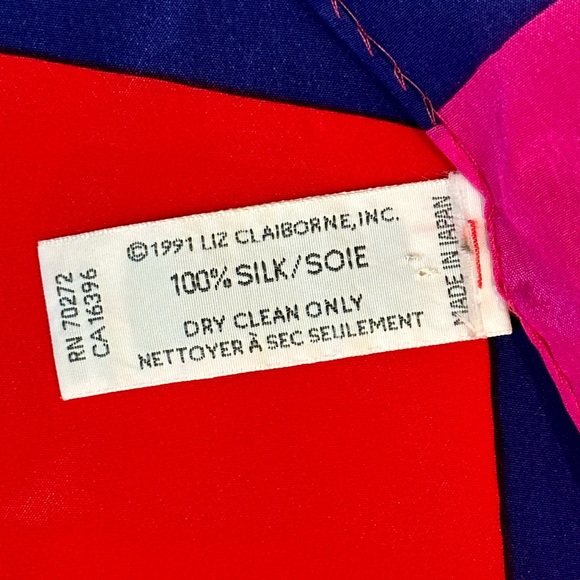 ©1991 LIZ CLAIBORNE, INC.
100% SILK/SOIE
DRY CLEAN ONLY
NETTOYER À SEC SEULEMENT
RN 70272
CA 16396
MADE IN JAPAN